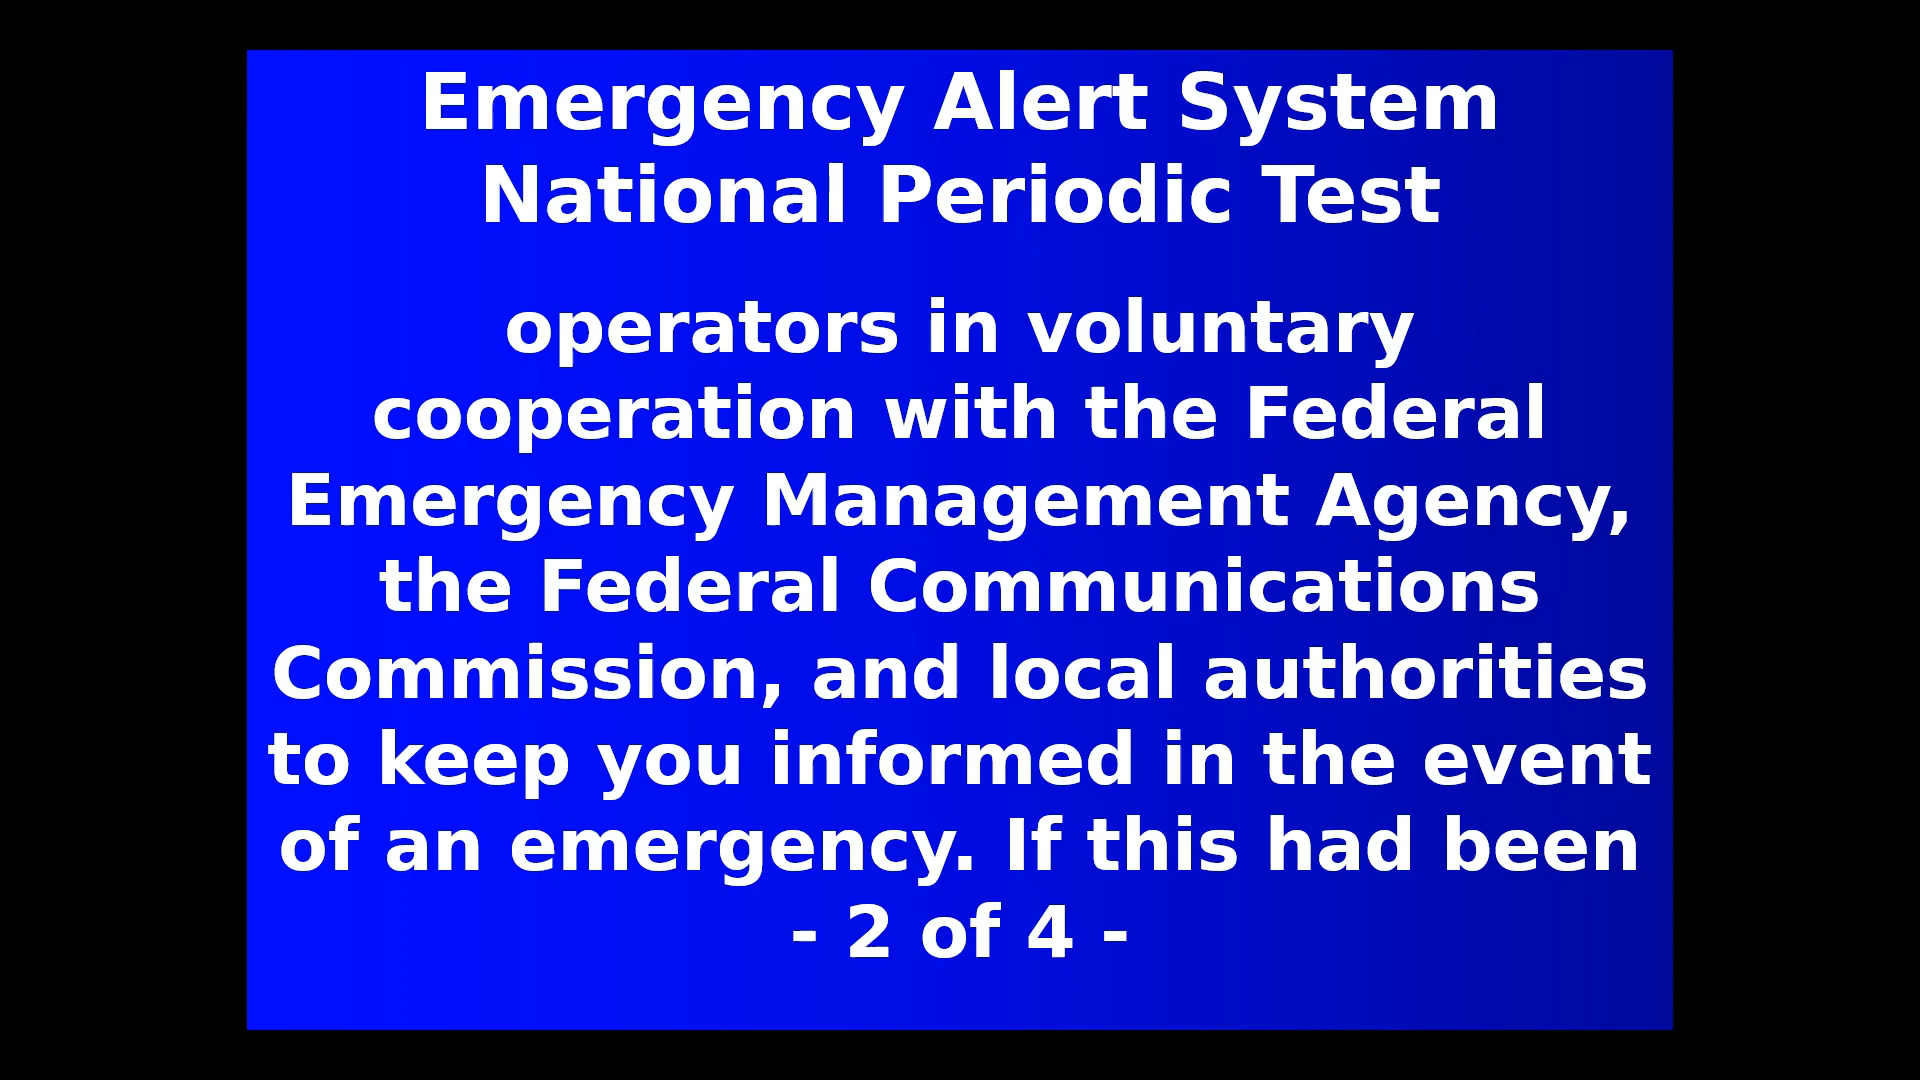 Emergency Alert System
National Periodic Test
operators in voluntary
cooperation with the Federal
Emergency Management Agency,
the Federal Communications
Commission, and local authorities
to keep you informed in the event
of an emergency. If this had been
- 2 of 4 -